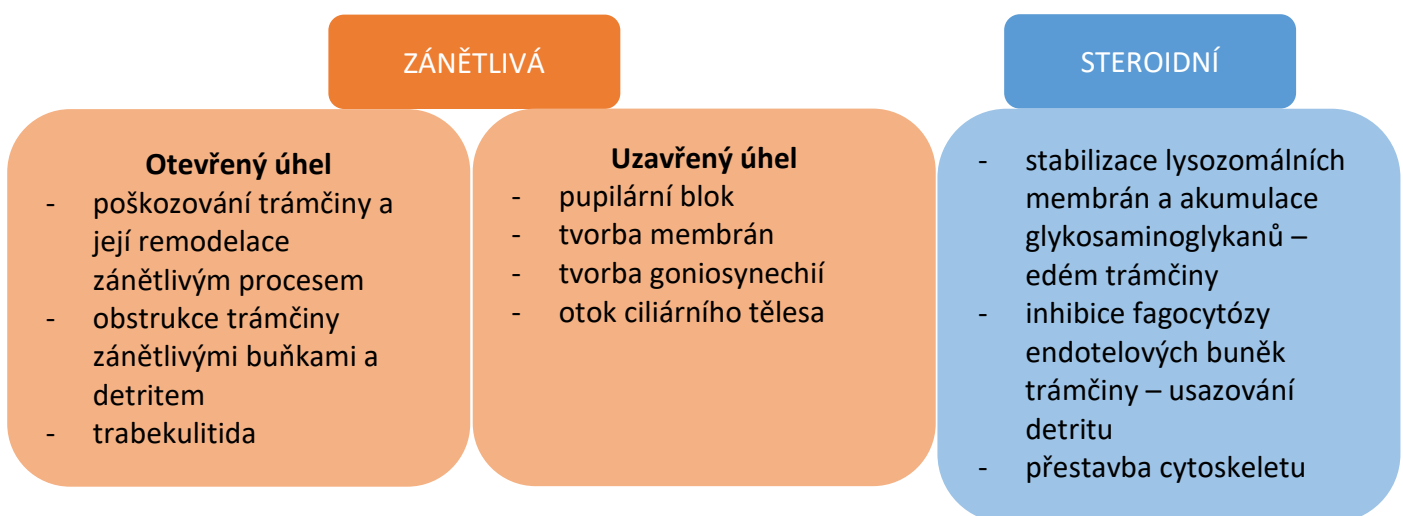 ZÁNĚTLIVÁ
Otevřený úhel
- poškozování trámčiny a
její remodelace
zánětlivým procesem
- obstrukce trámčiny
zánětlivými buňkami a
detritem
- trabekulitida
Uzavřený úhel
- pupilární blok
- tvorba membrán
- tvorba goniosynechií
- otok ciliárního tělesa
STEROIDNÍ
- stabilizace lysozomálních
membrán a akumulace
glykosaminoglykanů –
edém trámčiny
- inhibice fagocytózy
endotelových buněk
trámčiny – usazování
detritu
- přestavba cytoskeletu